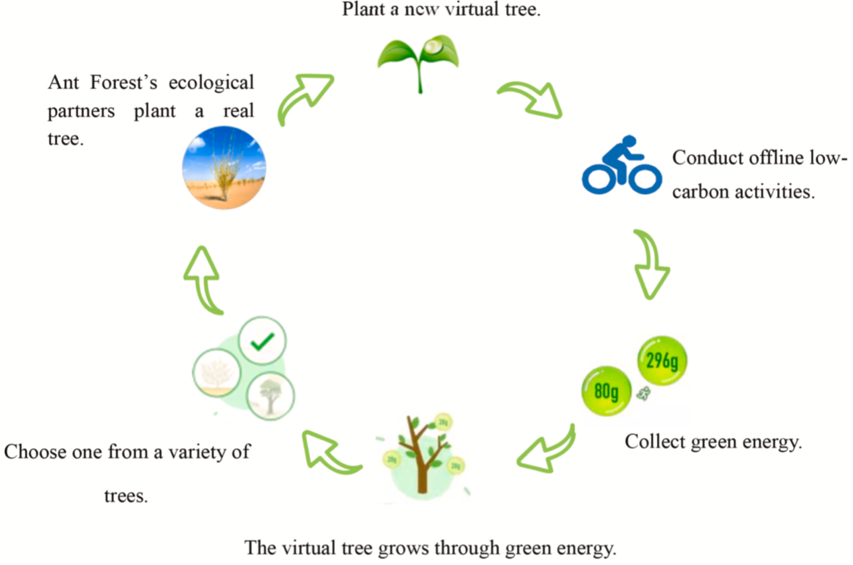 Plant a new virtual tree.
Ant Forest's ecological
partners plant a real
tree.
Conduct offline low-
carbon activities.
296g
80g
Collect green energy.
Choose one from a variety of
trees.
The virtual tree grows through green energy.